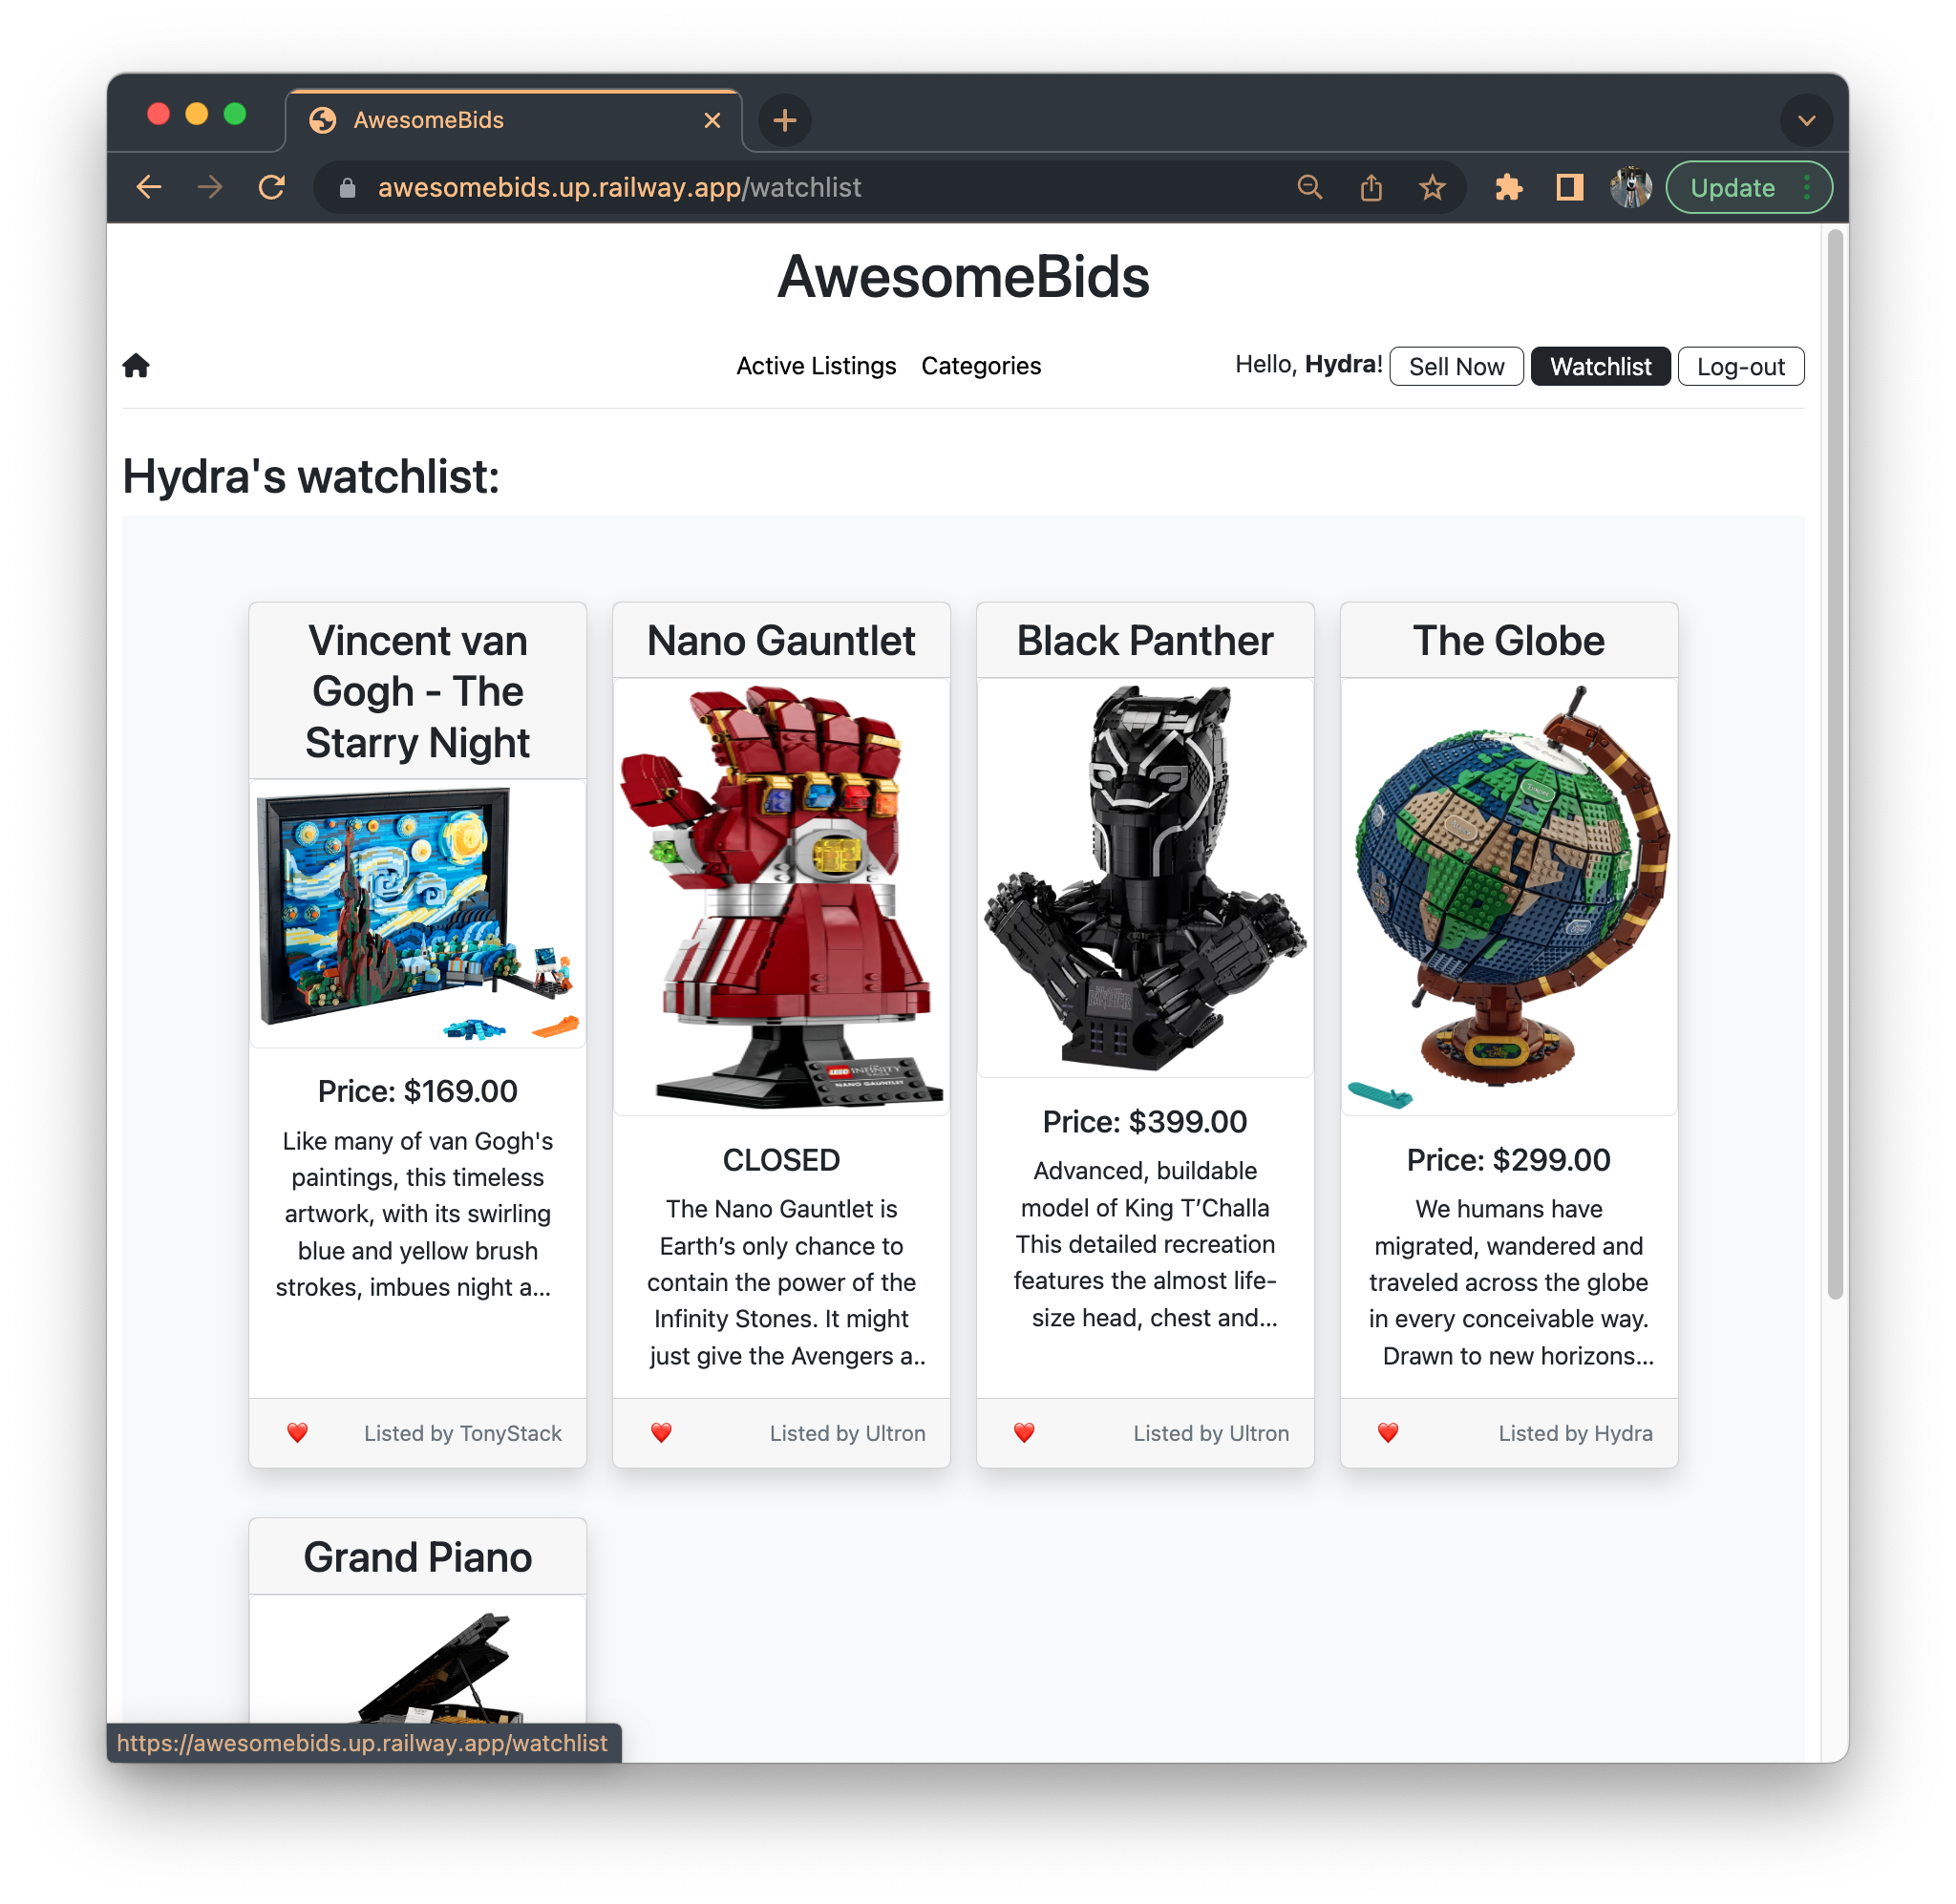 AwesomeBids
awesomebids.up.railway.app/watchlist
Update
AwesomeBids
Active Listings Categories
Hello, Hydra! Sell Now Watchlist Log-out
Hydra's watchlist:
Vincent van
Gogh - The
Starry Night
Price: $169.00
Like many of van Gogh's
paintings, this timeless
artwork, with its swirling
blue and yellow brush
strokes, imbues night a...
Listed by TonyStack
Nano Gauntlet
LEGO INFINITY
SAGA
NANO GAUNTLET
CLOSED
The Nano Gauntlet is
Earth’s only chance to
contain the power of the
Infinity Stones. It might
just give the Avengers a..
Listed by Ultron
Black Panther
Price: $399.00
Advanced, buildable
model of King T’Challa
This detailed recreation
features the almost life-
size head, chest and...
Listed by Ultron
The Globe
Price: $299.00
We humans have
migrated, wandered and
traveled across the globe
in every conceivable way.
Drawn to new horizons...
Listed by Hydra
Grand Piano
https://awesomebids.up.railway.app/watchlist